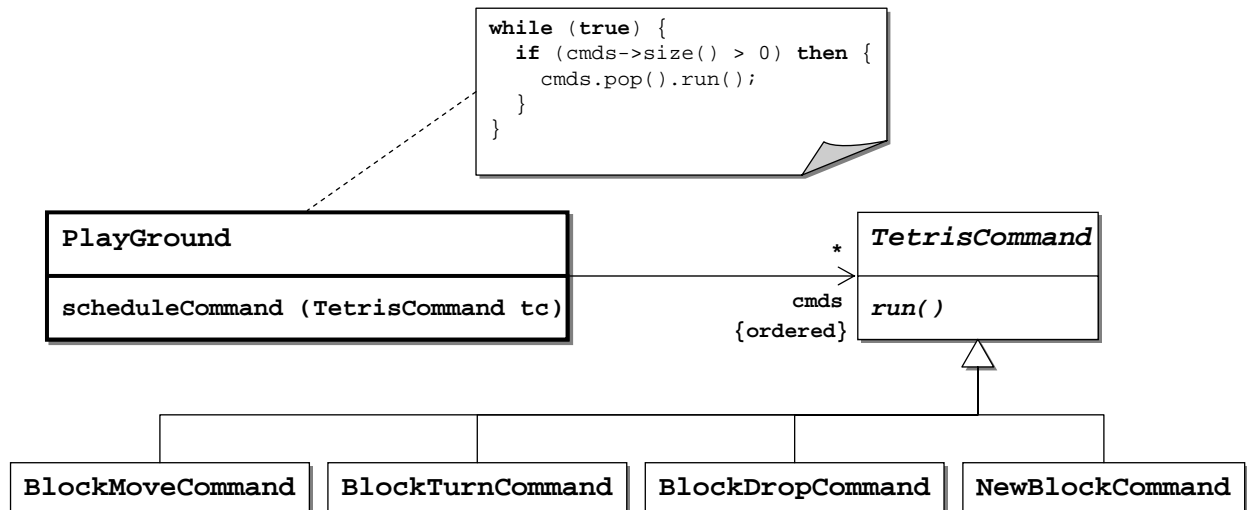 while (true) {
if (cmds->size() > 0) then {
cmds.pop().run();
}
}
PlayGround
scheduleCommand (TetrisCommand tc)
*
cmds
{ordered}
TetrisCommand
run()
BlockMoveCommand
BlockTurnCommand
BlockDropCommand
NewBlockCommand